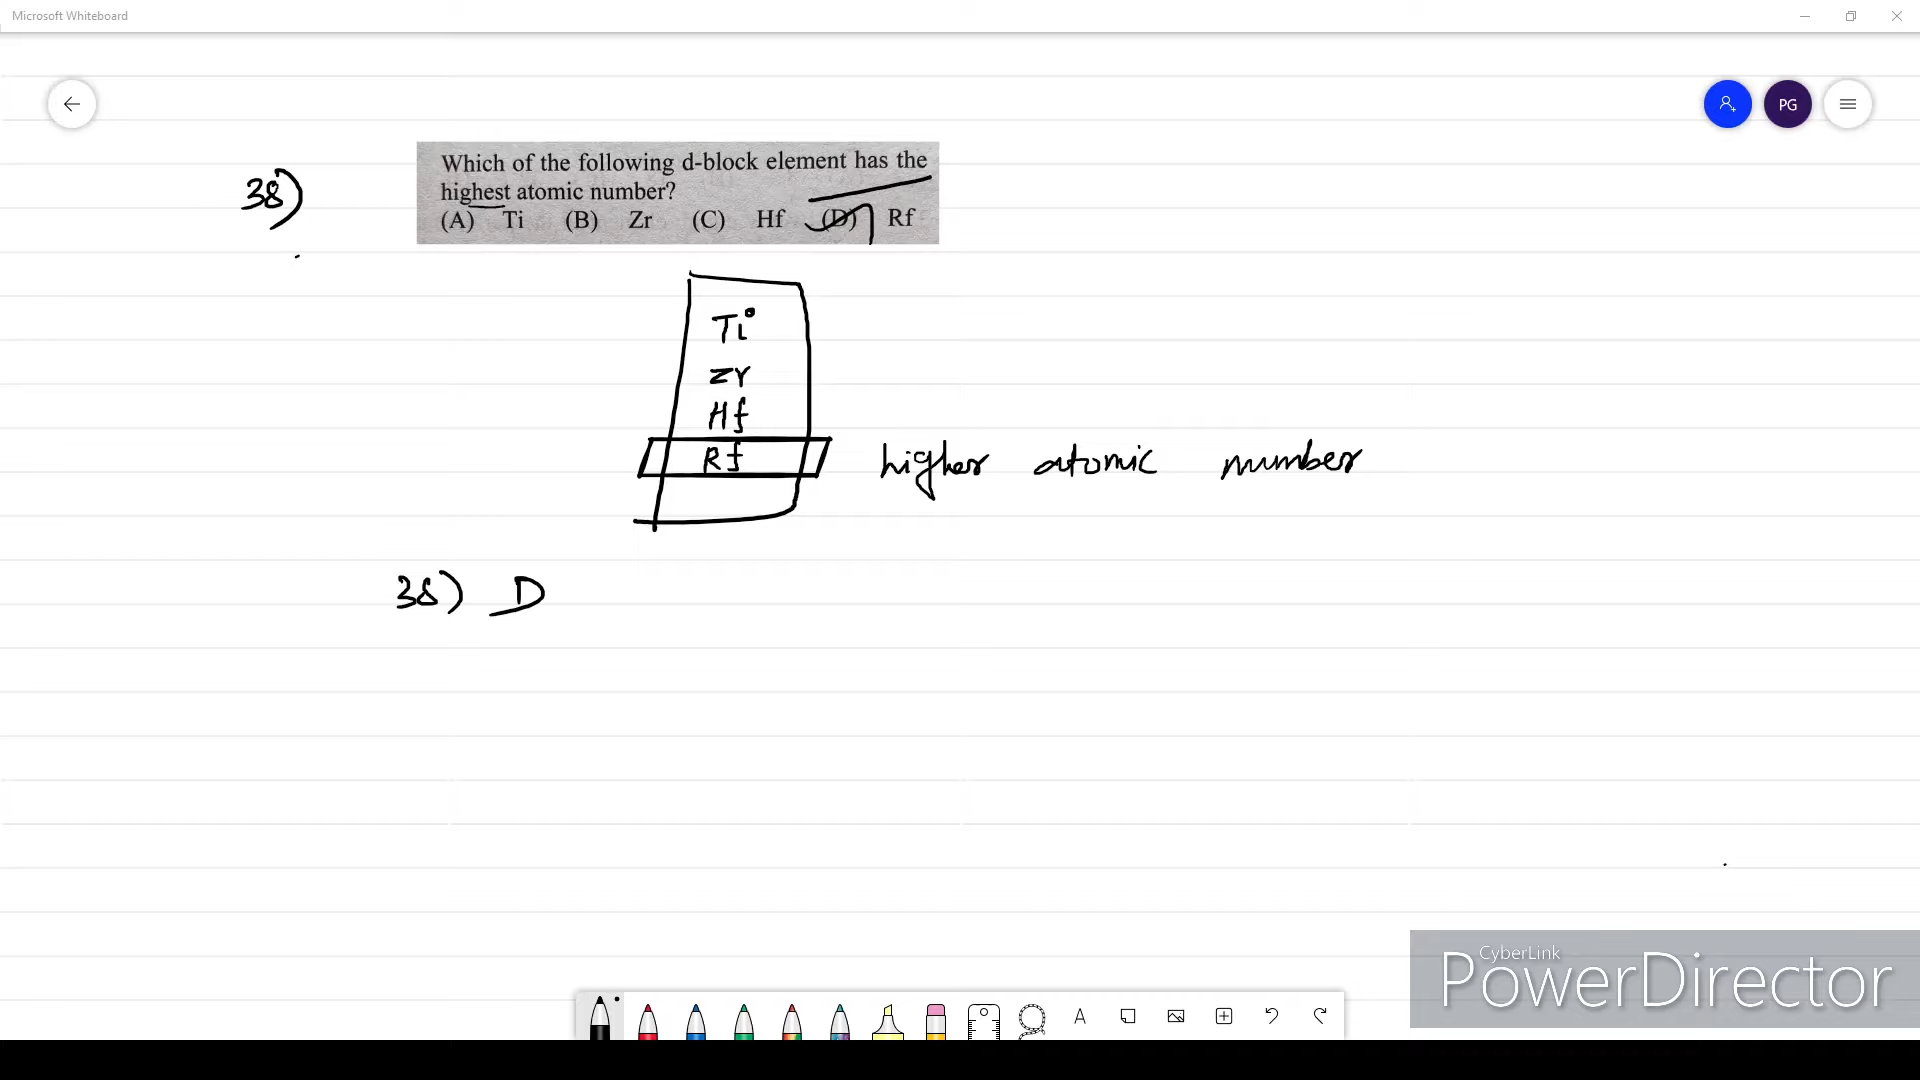 Microsoft Whiteboard
PG
38)
Which of the following d-block element has the
highest atomic number?
(A) Ti (B) Zr (C) Hf (D) Rf
Ti
Zr
Hf
Rf higher atomic number
38) D
A
CyberLink
PowerDirector